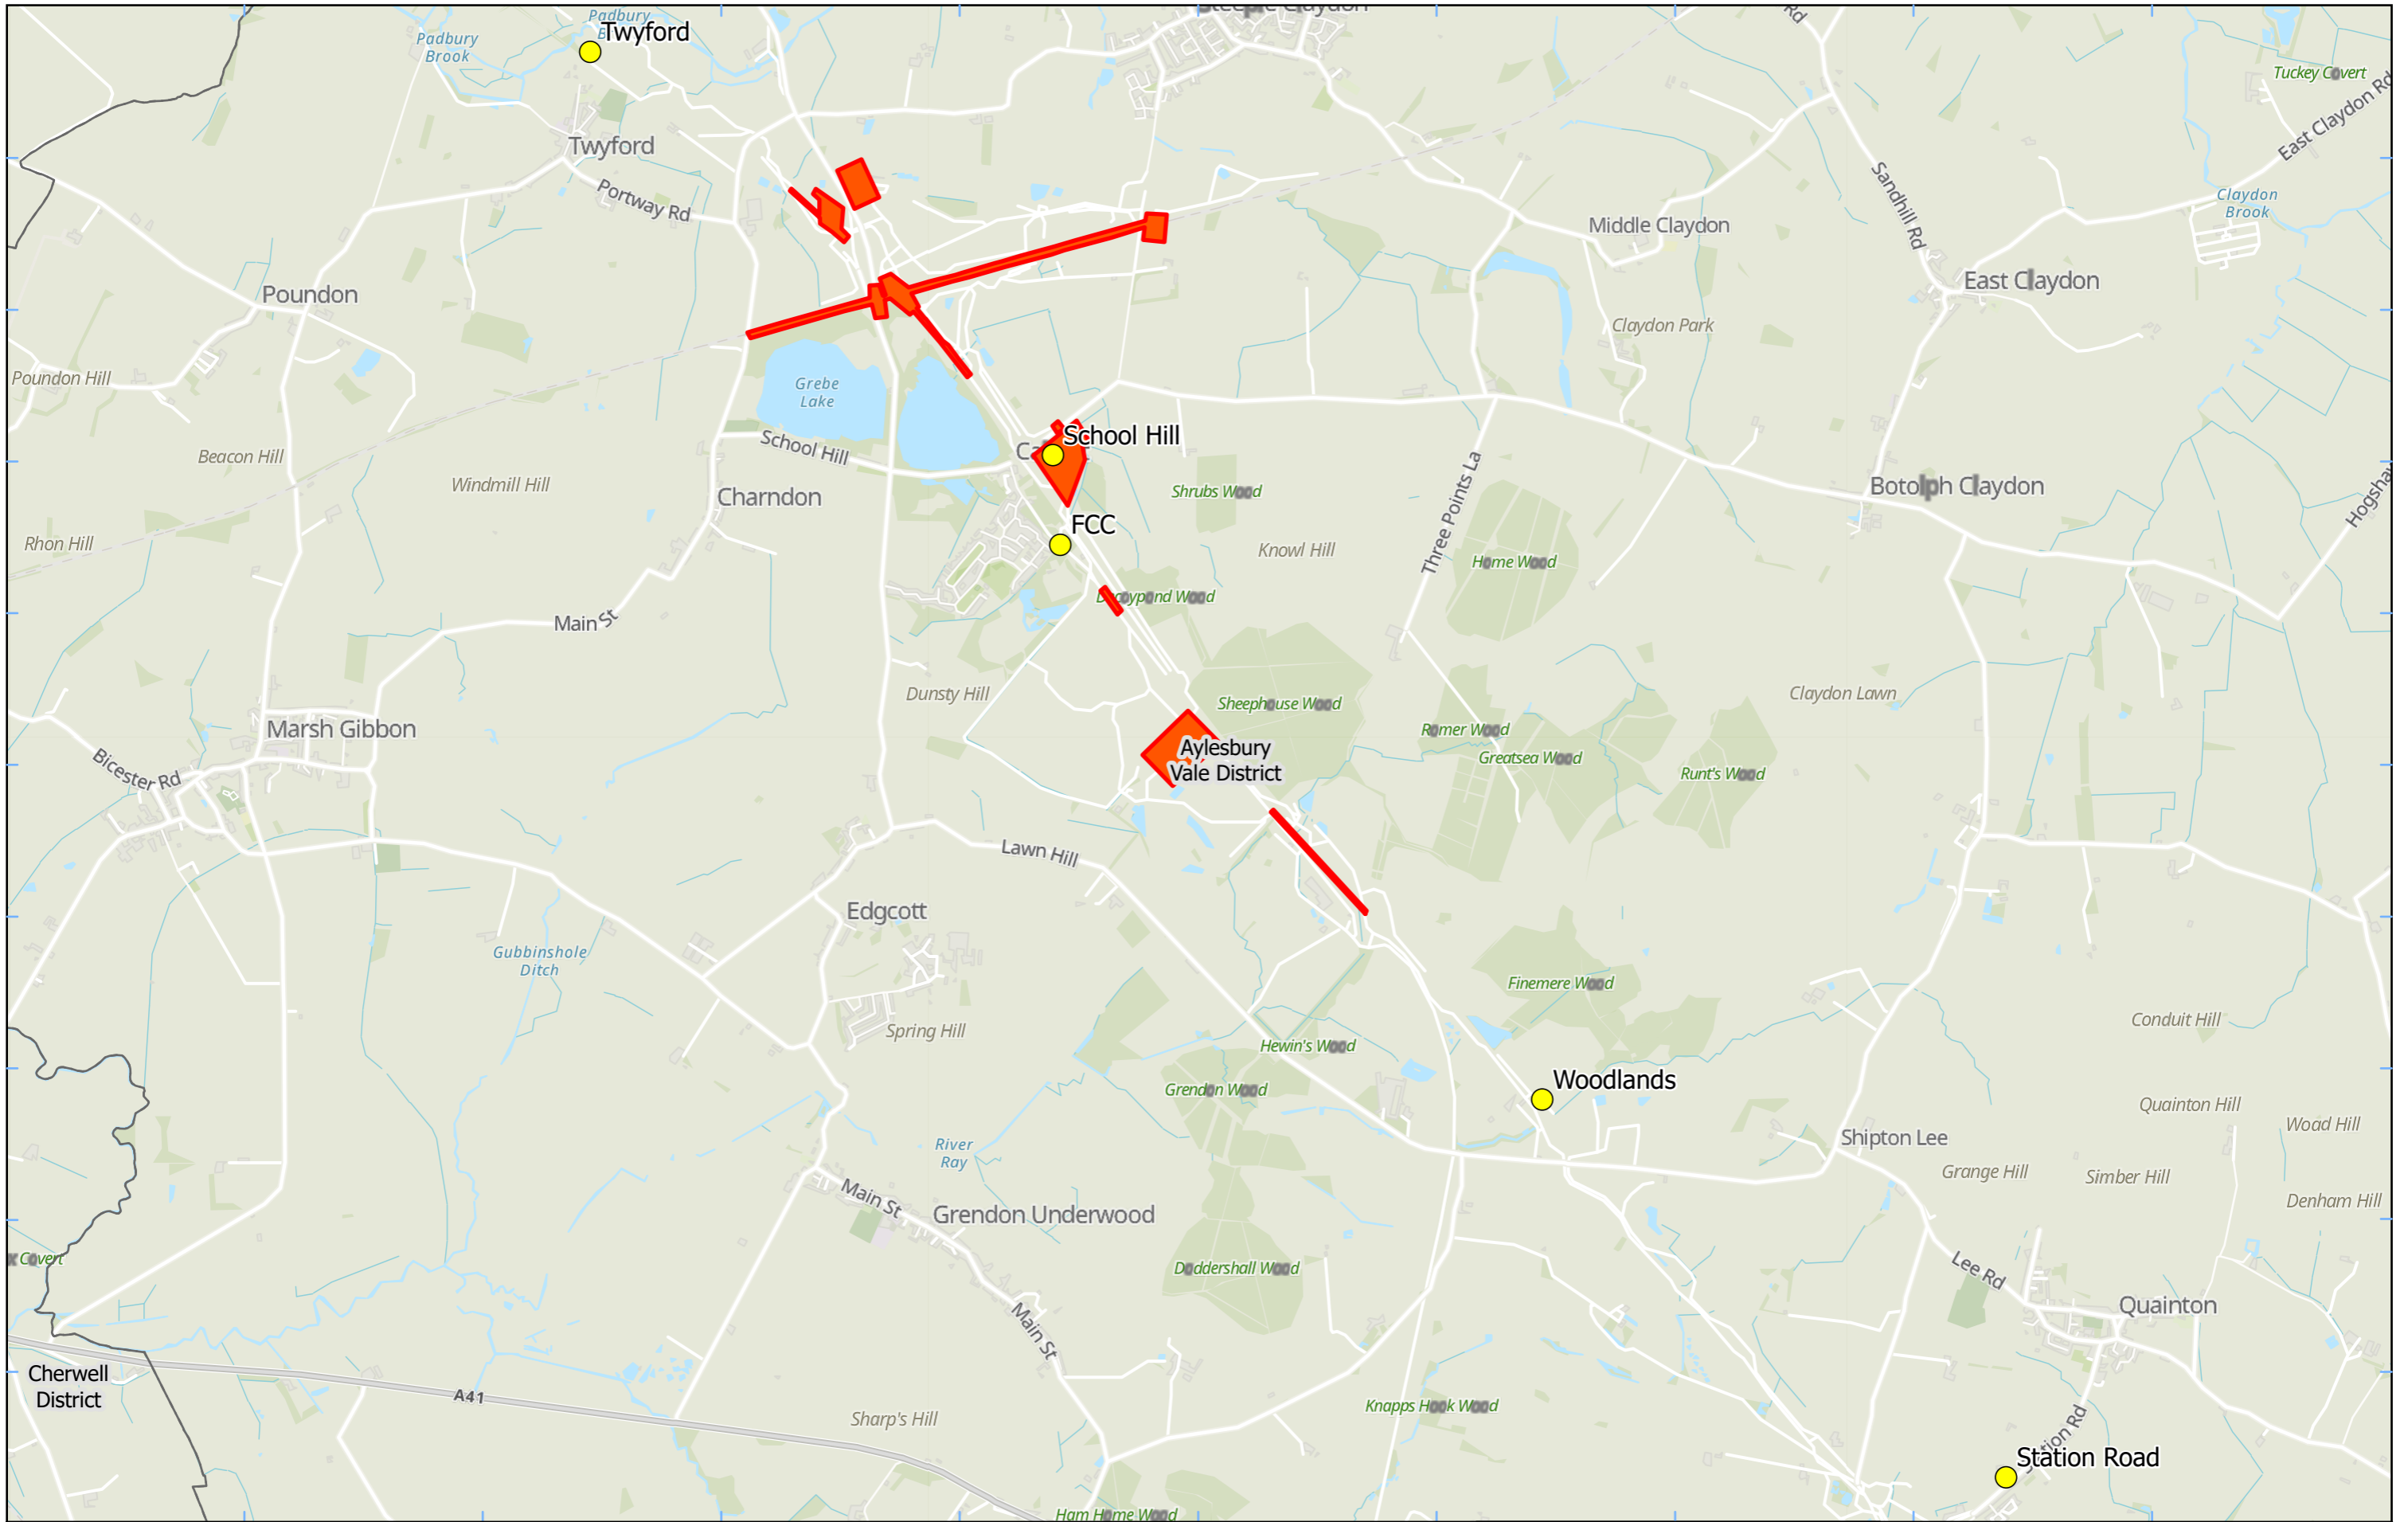 Steeple Claydon
Rd
Padbury
Brook
Twyford
Padbury
Brook
Tuckey Covert
East Claydon Rd
Twyford
Portway Rd
Sandhill Rd
Claydon
Brook
Middle Claydon
East Claydon
Poundon
Claydon Park
Poundon Hill
Grebe
Lake
School Hill
School Hill
Beacon Hill
Windmill Hill
Charndon
Shrubs Wood
Three Points La
Botolph Claydon
FCC
Rhon Hill
Knowl Hill
Home Wood
Decoypond Wood
Main St
Dunsty Hill
Sheephouse Wood
Claydon Lawn
Marsh Gibbon
Romer Wood
Greatsea Wood
Runt's Wood
Aylesbury
Vale District
Bicester Rd
Lawn Hill
Edgcott
Gubbinshole
Ditch
Finemere Wood
Spring Hill
Hewin's Wood
Conduit Hill
Grendon Wood
Woodlands
Quainton Hill
Woad Hill
River
Ray
Shipton Lee
Grange Hill
Simber Hill
Denham Hill
Main St
Grendon Underwood
Covert
Doddershall Wood
Lee Rd
Main St
Quainton
Cherwell
District
A41
Knapps Hook Wood
Sharp's Hill
Station Rd
Station Road
Ham Home Wood